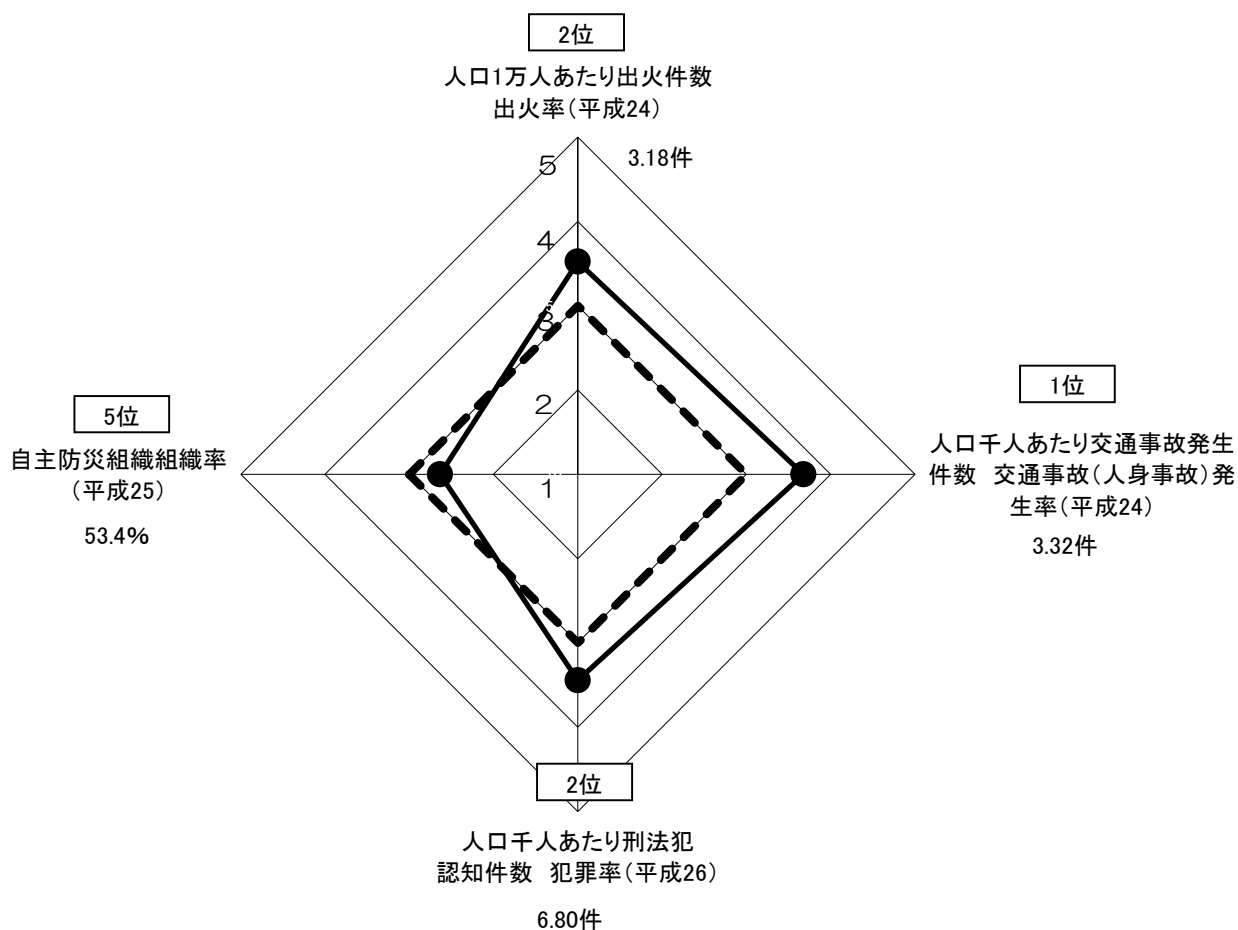 2位
人口1万人あたり出火件数
出火率(平成24)
3.18件
5
4
3
2
1
1位
人口千人あたり交通事故発生
件数　交通事故(人身事故)発
生率(平成24)
3.32件
5位
自主防災組織組織率
(平成25)
53.4%
2位
人口千人あたり刑法犯
認知件数　犯罪率(平成26)
6.80件